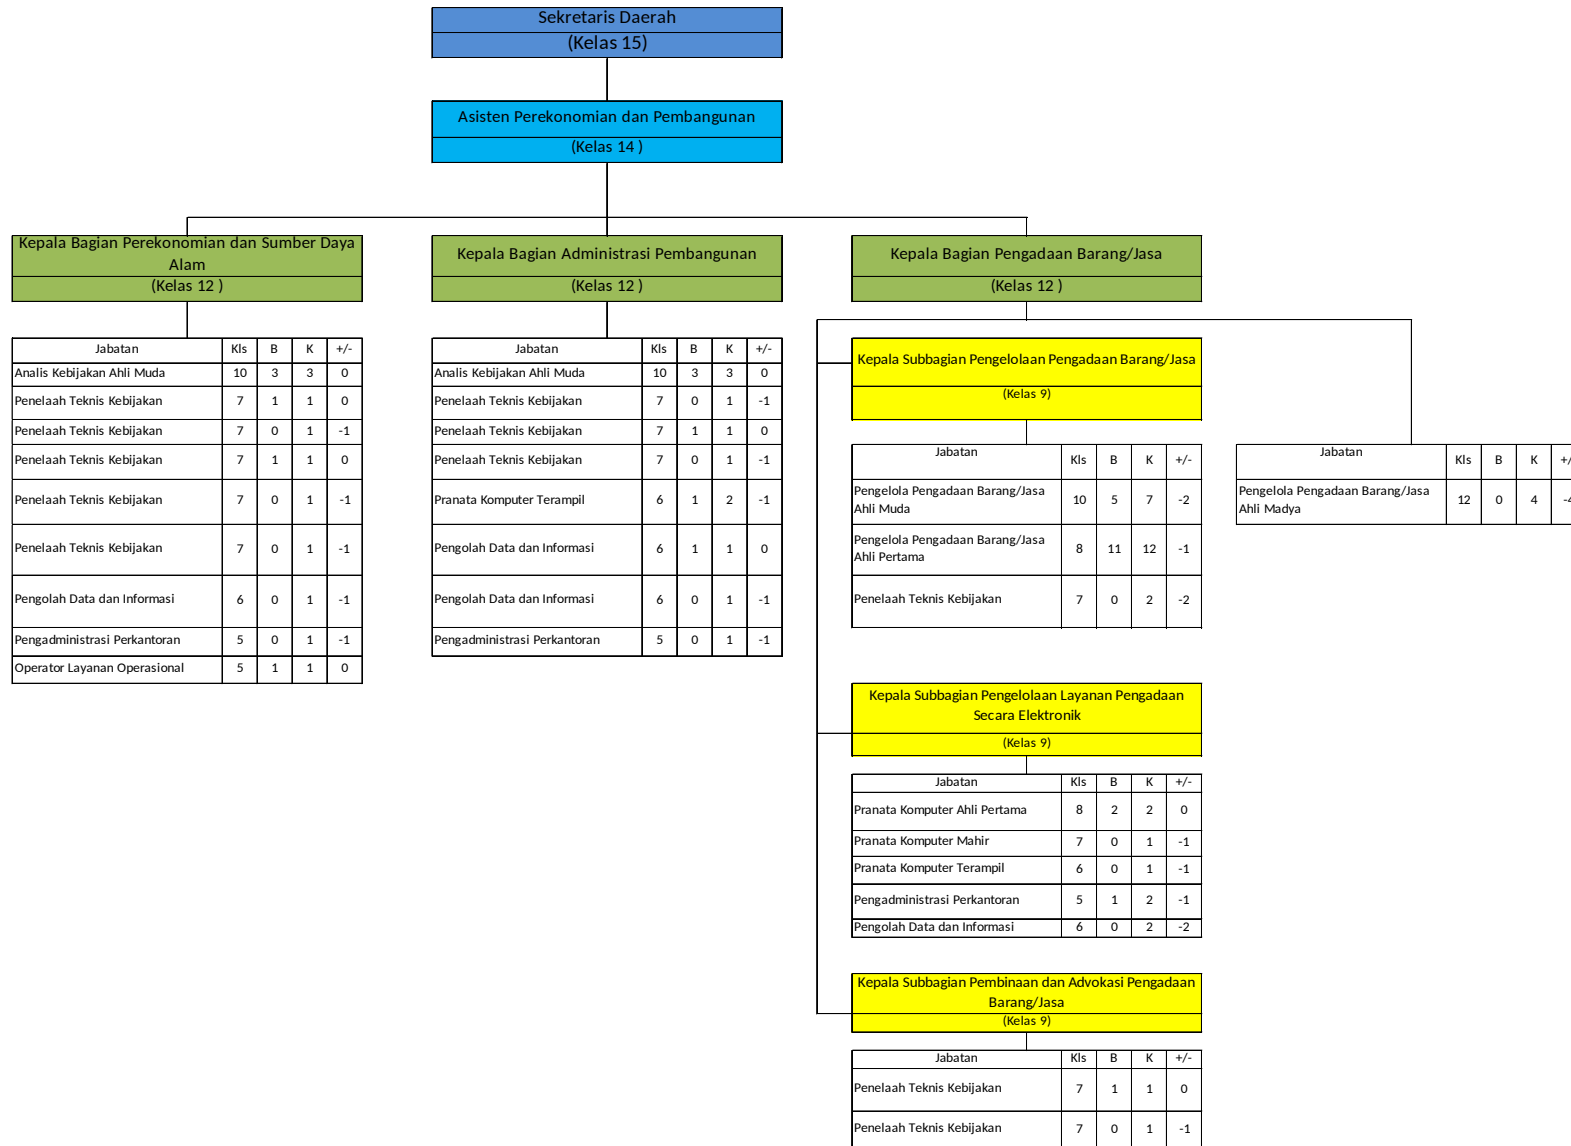 Sekretaris Daerah
(Kelas 15)
Asisten Perekonomian dan Pembangunan
(Kelas 14 )
Kepala Bagian Perekonomian dan Sumber Daya
Alam
(Kelas 12 )
Jabatan Kls B K +/-
Analis Kebijakan Ahli Muda 10 3 3 0
Penelaah Teknis Kebijakan 7 1 1 0
Penelaah Teknis Kebijakan 7 0 1 -1
Penelaah Teknis Kebijakan 7 1 1 0
Penelaah Teknis Kebijakan 7 0 1 -1
Penelaah Teknis Kebijakan 7 0 1 -1
Pengolah Data dan Informasi 6 0 1 -1
Pengadministrasi Perkantoran 5 0 1 -1
Operator Layanan Operasional 5 1 1 0
Kepala Bagian Administrasi Pembangunan
(Kelas 12 )
Jabatan Kls B K +/-
Analis Kebijakan Ahli Muda 10 3 3 0
Penelaah Teknis Kebijakan 7 0 1 -1
Penelaah Teknis Kebijakan 7 1 1 0
Penelaah Teknis Kebijakan 7 0 1 -1
Pranata Komputer Terampil 6 1 2 -1
Pengolah Data dan Informasi 6 1 1 0
Pengolah Data dan Informasi 6 0 1 -1
Pengadministrasi Perkantoran 5 0 1 -1
Kepala Bagian Pengadaan Barang/Jasa
(Kelas 12 )
Kepala Subbagian Pengelolaan Pengadaan Barang/Jasa
(Kelas 9)
Jabatan Kls B K +/-
Pengelola Pengadaan Barang/Jasa
Ahli Muda 10 5 7 -2
Pengelola Pengadaan Barang/Jasa
Ahli Pertama 8 11 12 -1
Penelaah Teknis Kebijakan 7 0 2 -2
Jabatan Kls B K +/
Pengelola Pengadaan Barang/Jasa
Ahli Madya 12 0 4 -4
Kepala Subbagian Pengelolaan Layanan Pengadaan
Secara Elektronik
(Kelas 9)
Jabatan Kls B K +/-
Pranata Komputer Ahli Pertama 8 2 2 0
Pranata Komputer Mahir 7 0 1 -1
Pranata Komputer Terampil 6 0 1 -1
Pengadministrasi Perkantoran 5 1 2 -1
Pengolah Data dan Informasi 6 0 2 -2
Kepala Subbagian Pembinaan dan Advokasi Pengadaan
Barang/Jasa
(Kelas 9)
Jabatan Kls B K +/-
Penelaah Teknis Kebijakan 7 1 1 0
Penelaah Teknis Kebijakan 7 0 1 -1